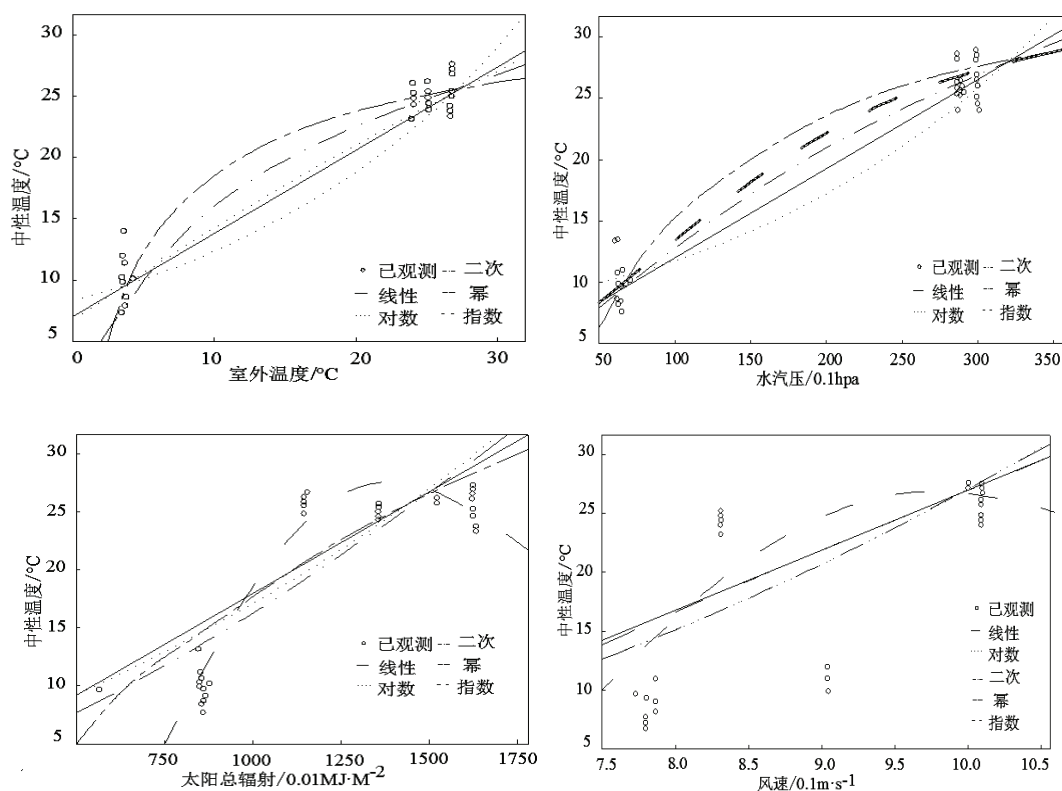 30
25
20
15
10
5
中性温度/°C
已观测 二次
线性 幂
对数 指数
0 10 20 30
室外温度/°C
30
25
20
15
10
5
中性温度/°C
已观测 二次
线性 幂
对数 指数
50 100 150 200 250 300 350
水汽压/0.1hpa
30
25
20
15
10
5
中性温度/°C
已观测 二次
线性 幂
对数 指数
750 1000 1250 1500 1750
太阳总辐射/0.01MJ·M⁻²
30
25
20
15
10
5
中性温度/°C
已观测
线性
对数
二次
幂
指数
7.5 8.0 8.5 9.0 9.5 10.0 10.5
风速/0.1m·s⁻¹